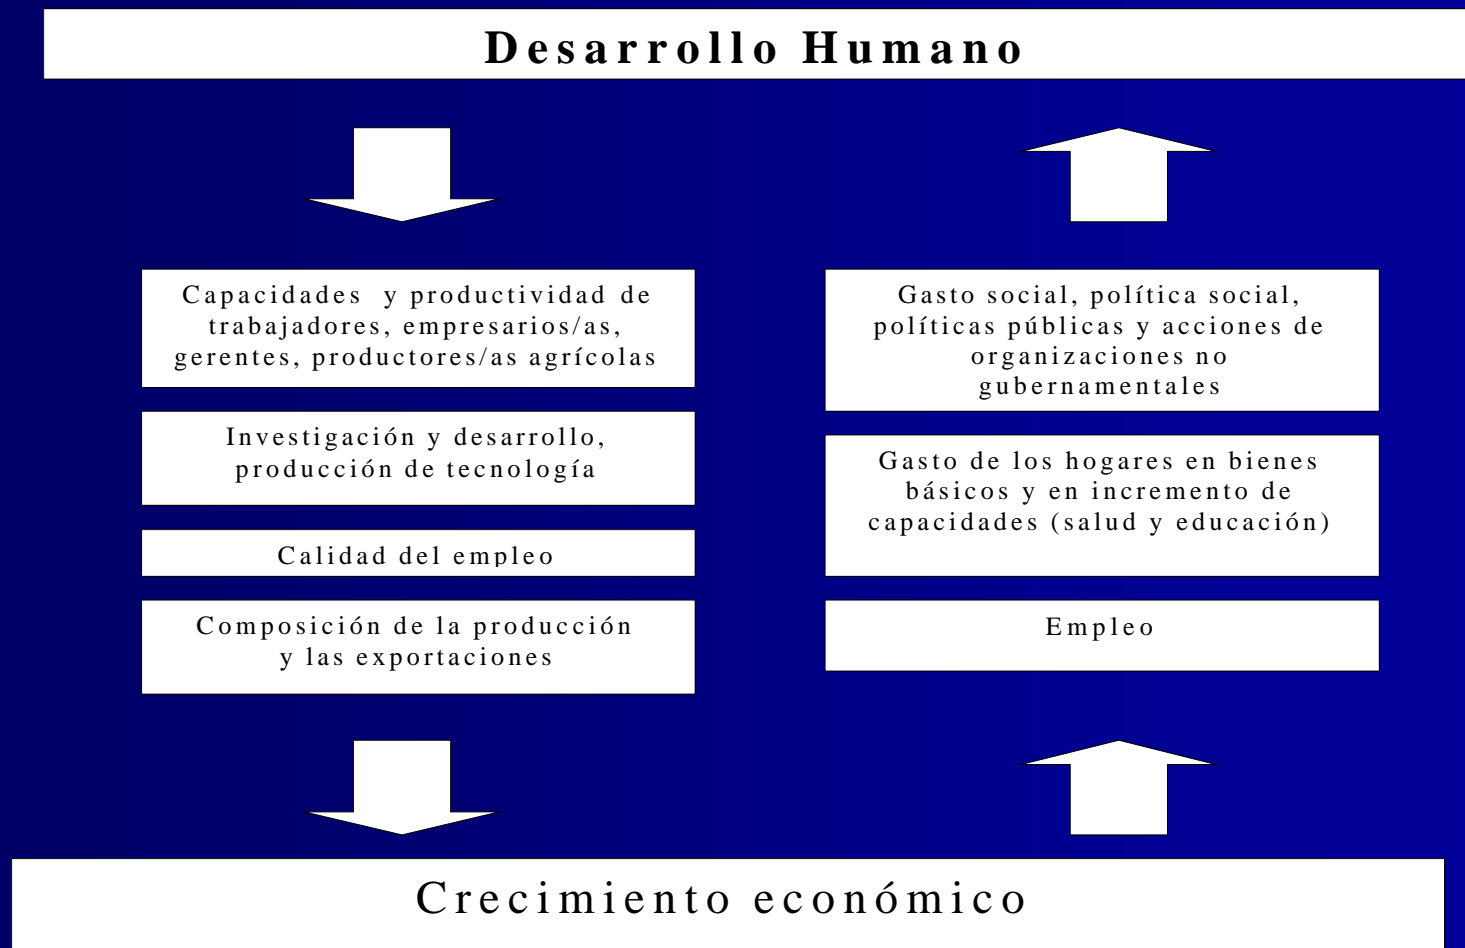 Desarrollo Humano
Capacidades y productividad de
trabajadores, empresarios/as,
gerentes, productores/as agrícolas
Investigación y desarrollo,
producción de tecnología
Calidad del empleo
Composición de la producción
y las exportaciones
Gasto social, política social,
políticas públicas y acciones de
organizaciones no
gubernamentales
Gasto de los hogares en bienes
básicos y en incremento de
capacidades (salud y educación)
Empleo
Crecimiento económico